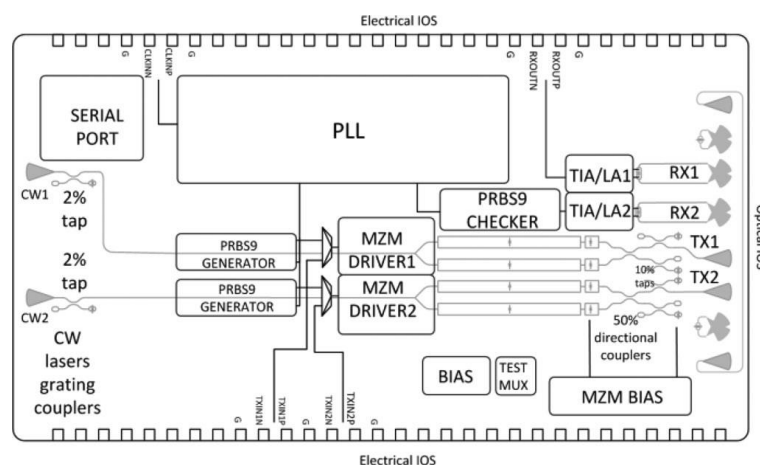 Electrical IOS
G
CLKINN
CLKINP
G
G
RXOUTN
RXOUTP
G
SERIAL
PORT
PLL
TIA/LA1
RX1
CW1
2%
tap
PRBS9
CHECKER
TIA/LA2
RX2
Optical IOS
PRBS9
GENERATOR
MZM
DRIVER1
TX1
2%
tap
10%
taps
TX2
PRBS9
GENERATOR
MZM
DRIVER2
CW2
CW
lasers
grating
couplers
50%
directional
couplers
BIAS
TEST
MUX
MZM BIAS
G
TXIN1N
TXIN1P
G
TXIN2N
TXIN2P
G
Electrical IOS